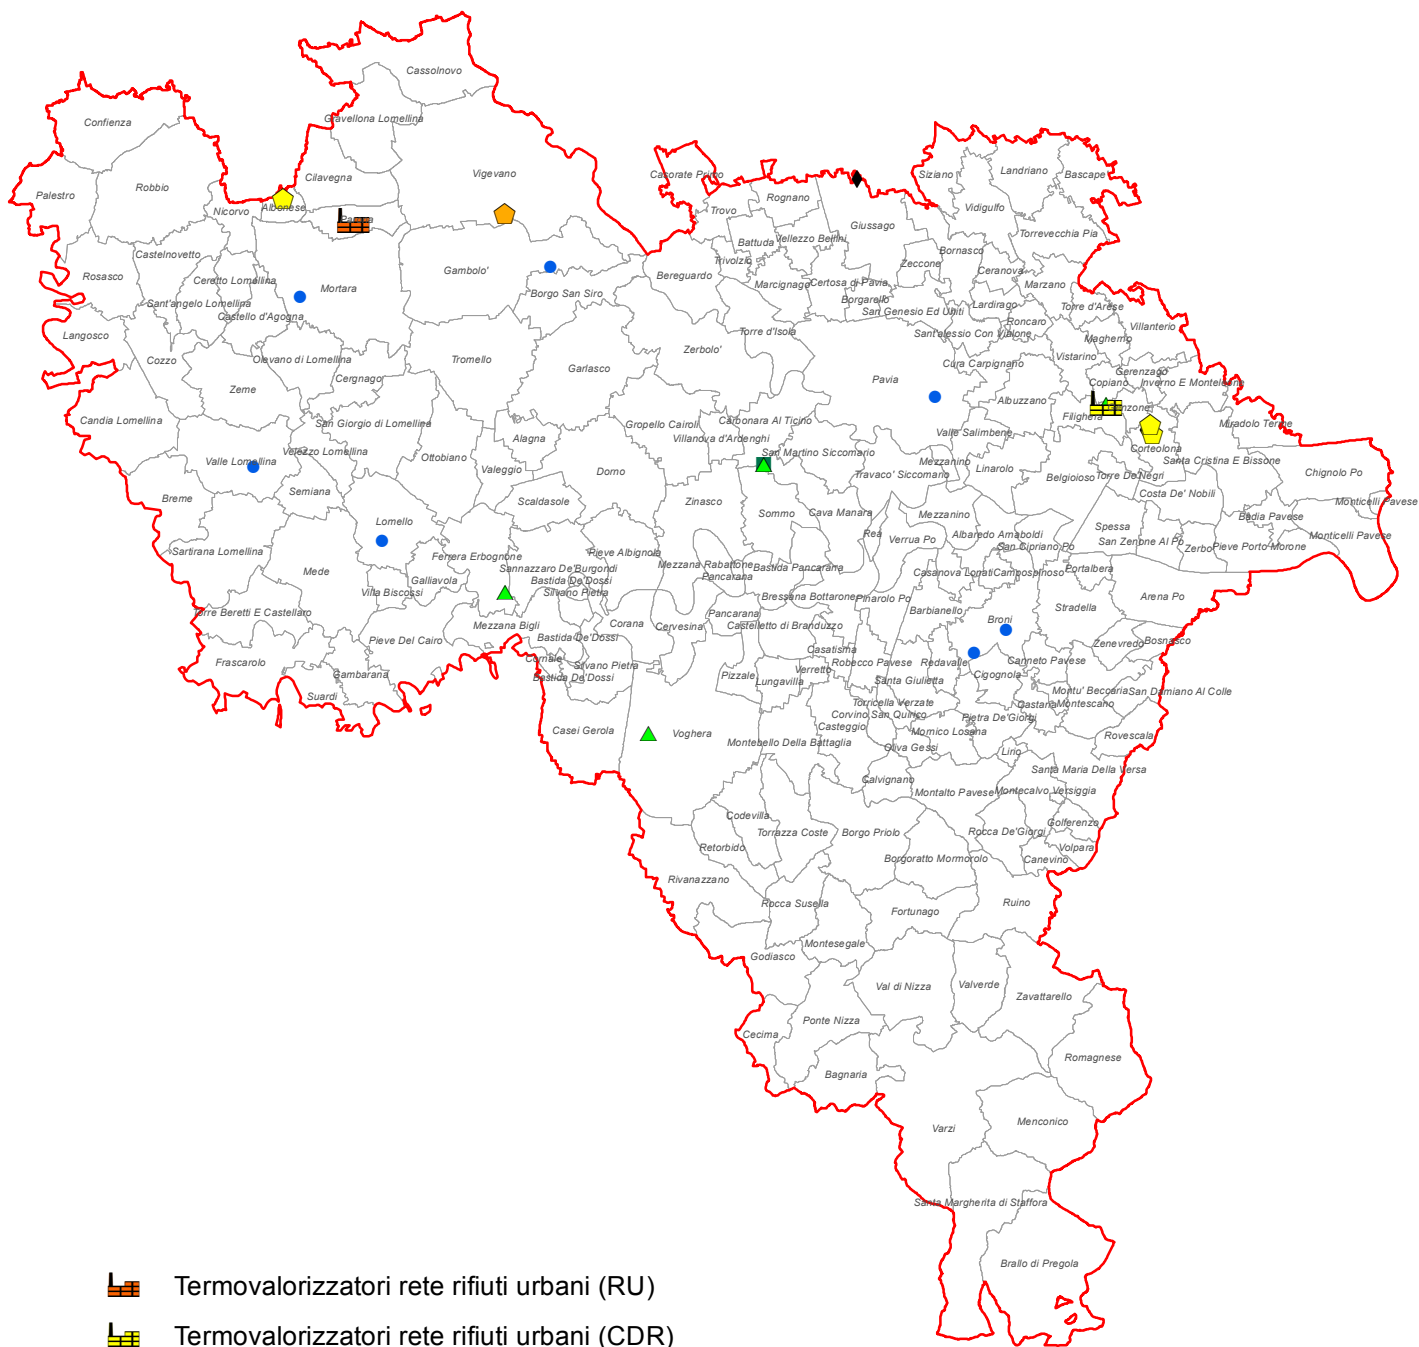 Cassolnovo
Confienza
Gravellona Lomellina
Casorate Primo
Siziano
Landriano
Bascape
Palestro
Robbio
Cilavegna
Vigevano
Rognano
Vidigulfo
Nicorvo
Albonese
Parona
Trovo
Giussago
Torrevecchia Pia
Castelnovetto
Battuda
Vellezzo Bellini
Bornasco
Trivolzio
Zeccone
Rosasco
Ceretto Lomellina
Mortara
Gambolo'
Bereguardo
Marcignago
Certosa di Pavia
Ceranova
Marzano
Sant'angelo Lomellina
Borgo San Siro
Borgarello
Lardirago
Torre d'Arese
Langosco
Castello d'Agogna
San Genesio Ed Uniti
Roncaro
Villanterio
Torre d'Isola
Sant'alessio Con Vialone
Magherno
Cozzo
Olevano di Lomellina
Tromello
Zerbolo'
Vistarino
Garlasco
Cura Carpignano
Gerenzago
Zeme
Cergnago
Pavia
Copiano
Inverno E Monteleone
Albuzzano
Candia Lomellina
San Giorgio di Lomellina
Gropello Cairoli
Carbonara Al Ticino
Filighera
Miradolo Terme
Alagna
Villanova d'Ardenghi
Valle Salimbene
Velezzo Lomellina
Ottobiano
San Martino Siccomario
Corteolona
Valle Lomellina
Valeggio
Dorno
Mezzanino
Linarolo
Santa Cristina E Bissone
Travaco' Siccomario
Belgioioso
Torre De'Negri
Chignolo Po
Breme
Semiana
Scaldasole
Zinasco
Costa De' Nobili
Monticelli Pavese
Lomello
Sommo
Cava Manara
Mezzanino
Badia Pavese
Spessa
Rea
Verrua Po
Albaredo Arnaboldi
San Zenone Al Po
Monticelli Pavese
Sartirana Lomellina
Ferrera Erbognone
Pieve Albignola
San Cipriano Po
Zerbo
Pieve Porto Morone
Mede
Sannazzaro De'Burgondi
Mezzana Rabattone
Bastida Pancarana
Portalbera
Galliavola
Bastida De'Dossi
Pancarana
Casanova Lonati
Campospinoso
Villa Biscossi
Silvano Pietra
Bressana Bottarone
Pinarolo Po
Arena Po
Torre Beretti E Castellaro
Barbianello
Stradella
Mezzana Bigli
Corana
Cervesina
Pancarana
Castelletto di Branduzzo
Broni
Pieve Del Cairo
Bastida De'Dossi
Casatisma
Zenevredo
Bosnasco
Frascarolo
Cornale
Silvano Pietra
Verretto
Robecco Pavese
Redavalle
Canneto Pavese
Gambarana
Bastida De'Dossi
Pizzale
Lungavilla
Santa Giulietta
Cigognola
Suardi
Montu' Beccaria
San Damiano Al Colle
Torricella Verzate
Castana
Montescano
Corvino San Quirico
Pietra De'Giorgi
Casei Gerola
Voghera
Casteggio
Mornico Losana
Rovescala
Montebello Della Battaglia
Oliva Gessi
Lirio
Santa Maria Della Versa
Calvignano
Montalto Pavese
Montecalvo Versiggia
Codevilla
Golferenzo
Torrazza Coste
Borgo Priolo
Rocca De'Giorgi
Retorbido
Volpara
Borgoratto Mormorolo
Canevino
Rivanazzano
Rocca Susella
Fortunago
Ruino
Montesegale
Godiasco
Val di Nizza
Valverde
Zavattarello
Ponte Nizza
Cecima
Romagnese
Bagnaria
Varzi
Menconico
Santa Margherita di Staffora
Brallo di Pregola
Termovalorizzatori rete rifiuti urbani (RU)
Termovalorizzatori rete rifiuti urbani (CDR)